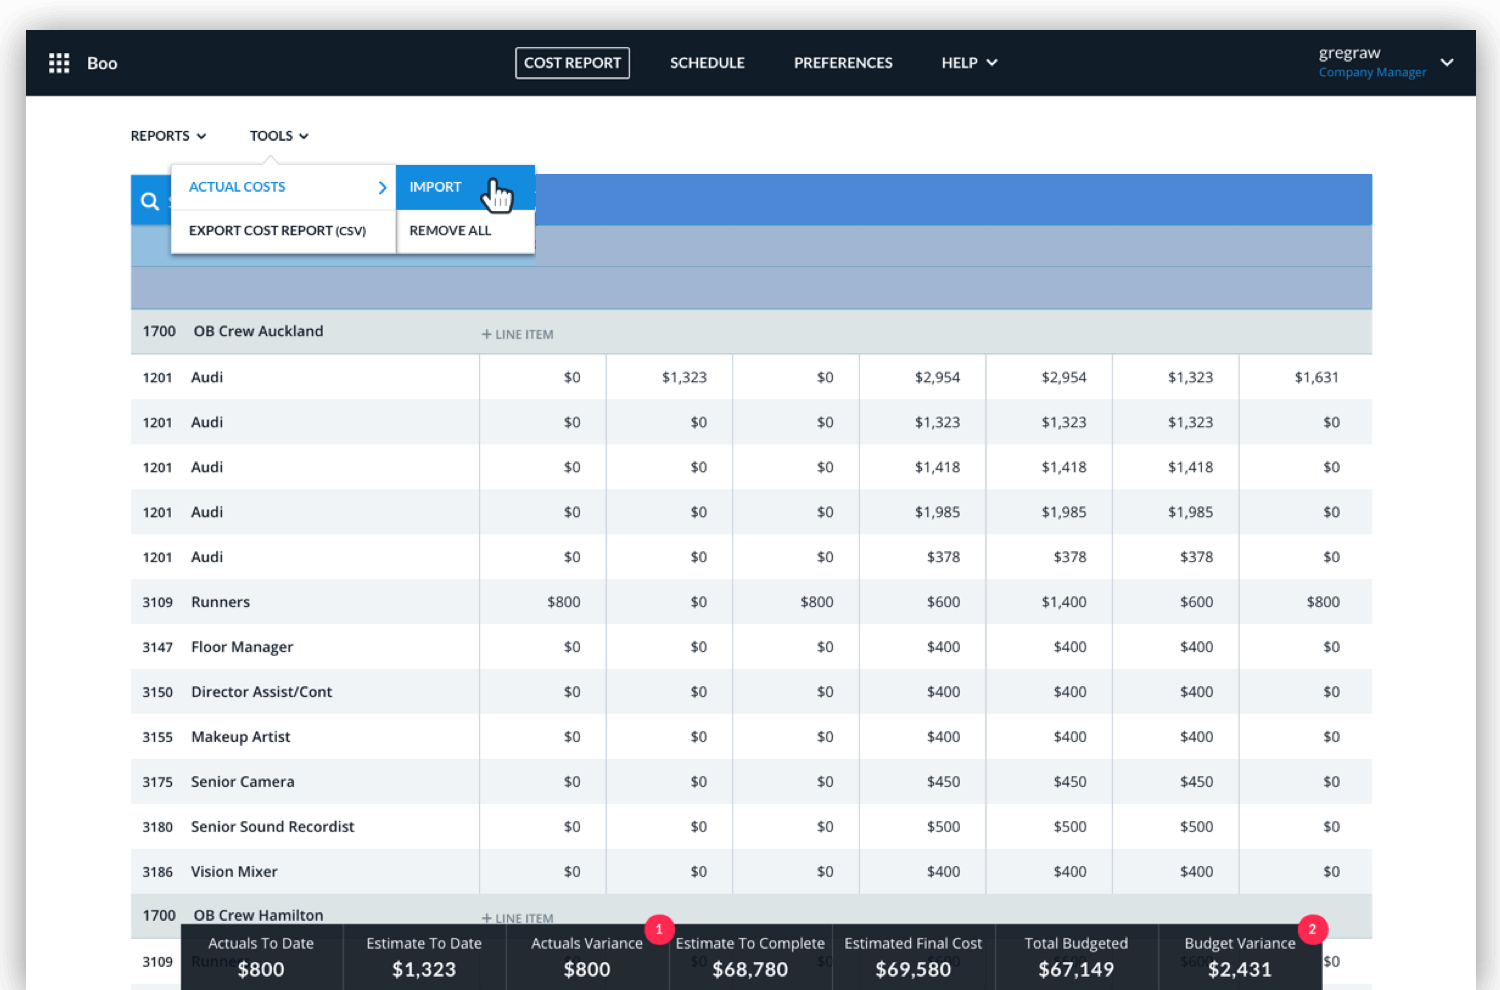 Boo COST REPORT SCHEDULE PREFERENCES HELP gregraw
Company Manager
REPORTS TOOLS
ACTUAL COSTS IMPORT
EXPORT COST REPORT (CSV) REMOVE ALL
1700 OB Crew Auckland + LINE ITEM
1201 Audi $0 $1,323 $0 $2,954 $2,954 $1,323 $1,631
1201 Audi $0 $0 $0 $1,323 $1,323 $1,323 $0
1201 Audi $0 $0 $0 $1,418 $1,418 $1,418 $0
1201 Audi $0 $0 $0 $1,985 $1,985 $1,985 $0
1201 Audi $0 $0 $0 $378 $378 $378 $0
3109 Runners $800 $0 $800 $600 $1,400 $600 $800
3147 Floor Manager $0 $0 $0 $400 $400 $400 $0
3150 Director Assist/Cont $0 $0 $0 $400 $400 $400 $0
3155 Makeup Artist $0 $0 $0 $400 $400 $400 $0
3175 Senior Camera $0 $0 $0 $450 $450 $450 $0
3180 Senior Sound Recordist $0 $0 $0 $500 $500 $500 $0
3186 Vision Mixer $0 $0 $0 $400 $400 $400 $0
1700 OB Crew Hamilton + LINE ITEM
1 2
Actuals To Date Estimate To Date Actuals Variance Estimate To Complete Estimated Final Cost Total Budgeted Budget Variance
3109 $0
$800 $1,323 $800 $68,780 $69,580 $67,149 $2,431